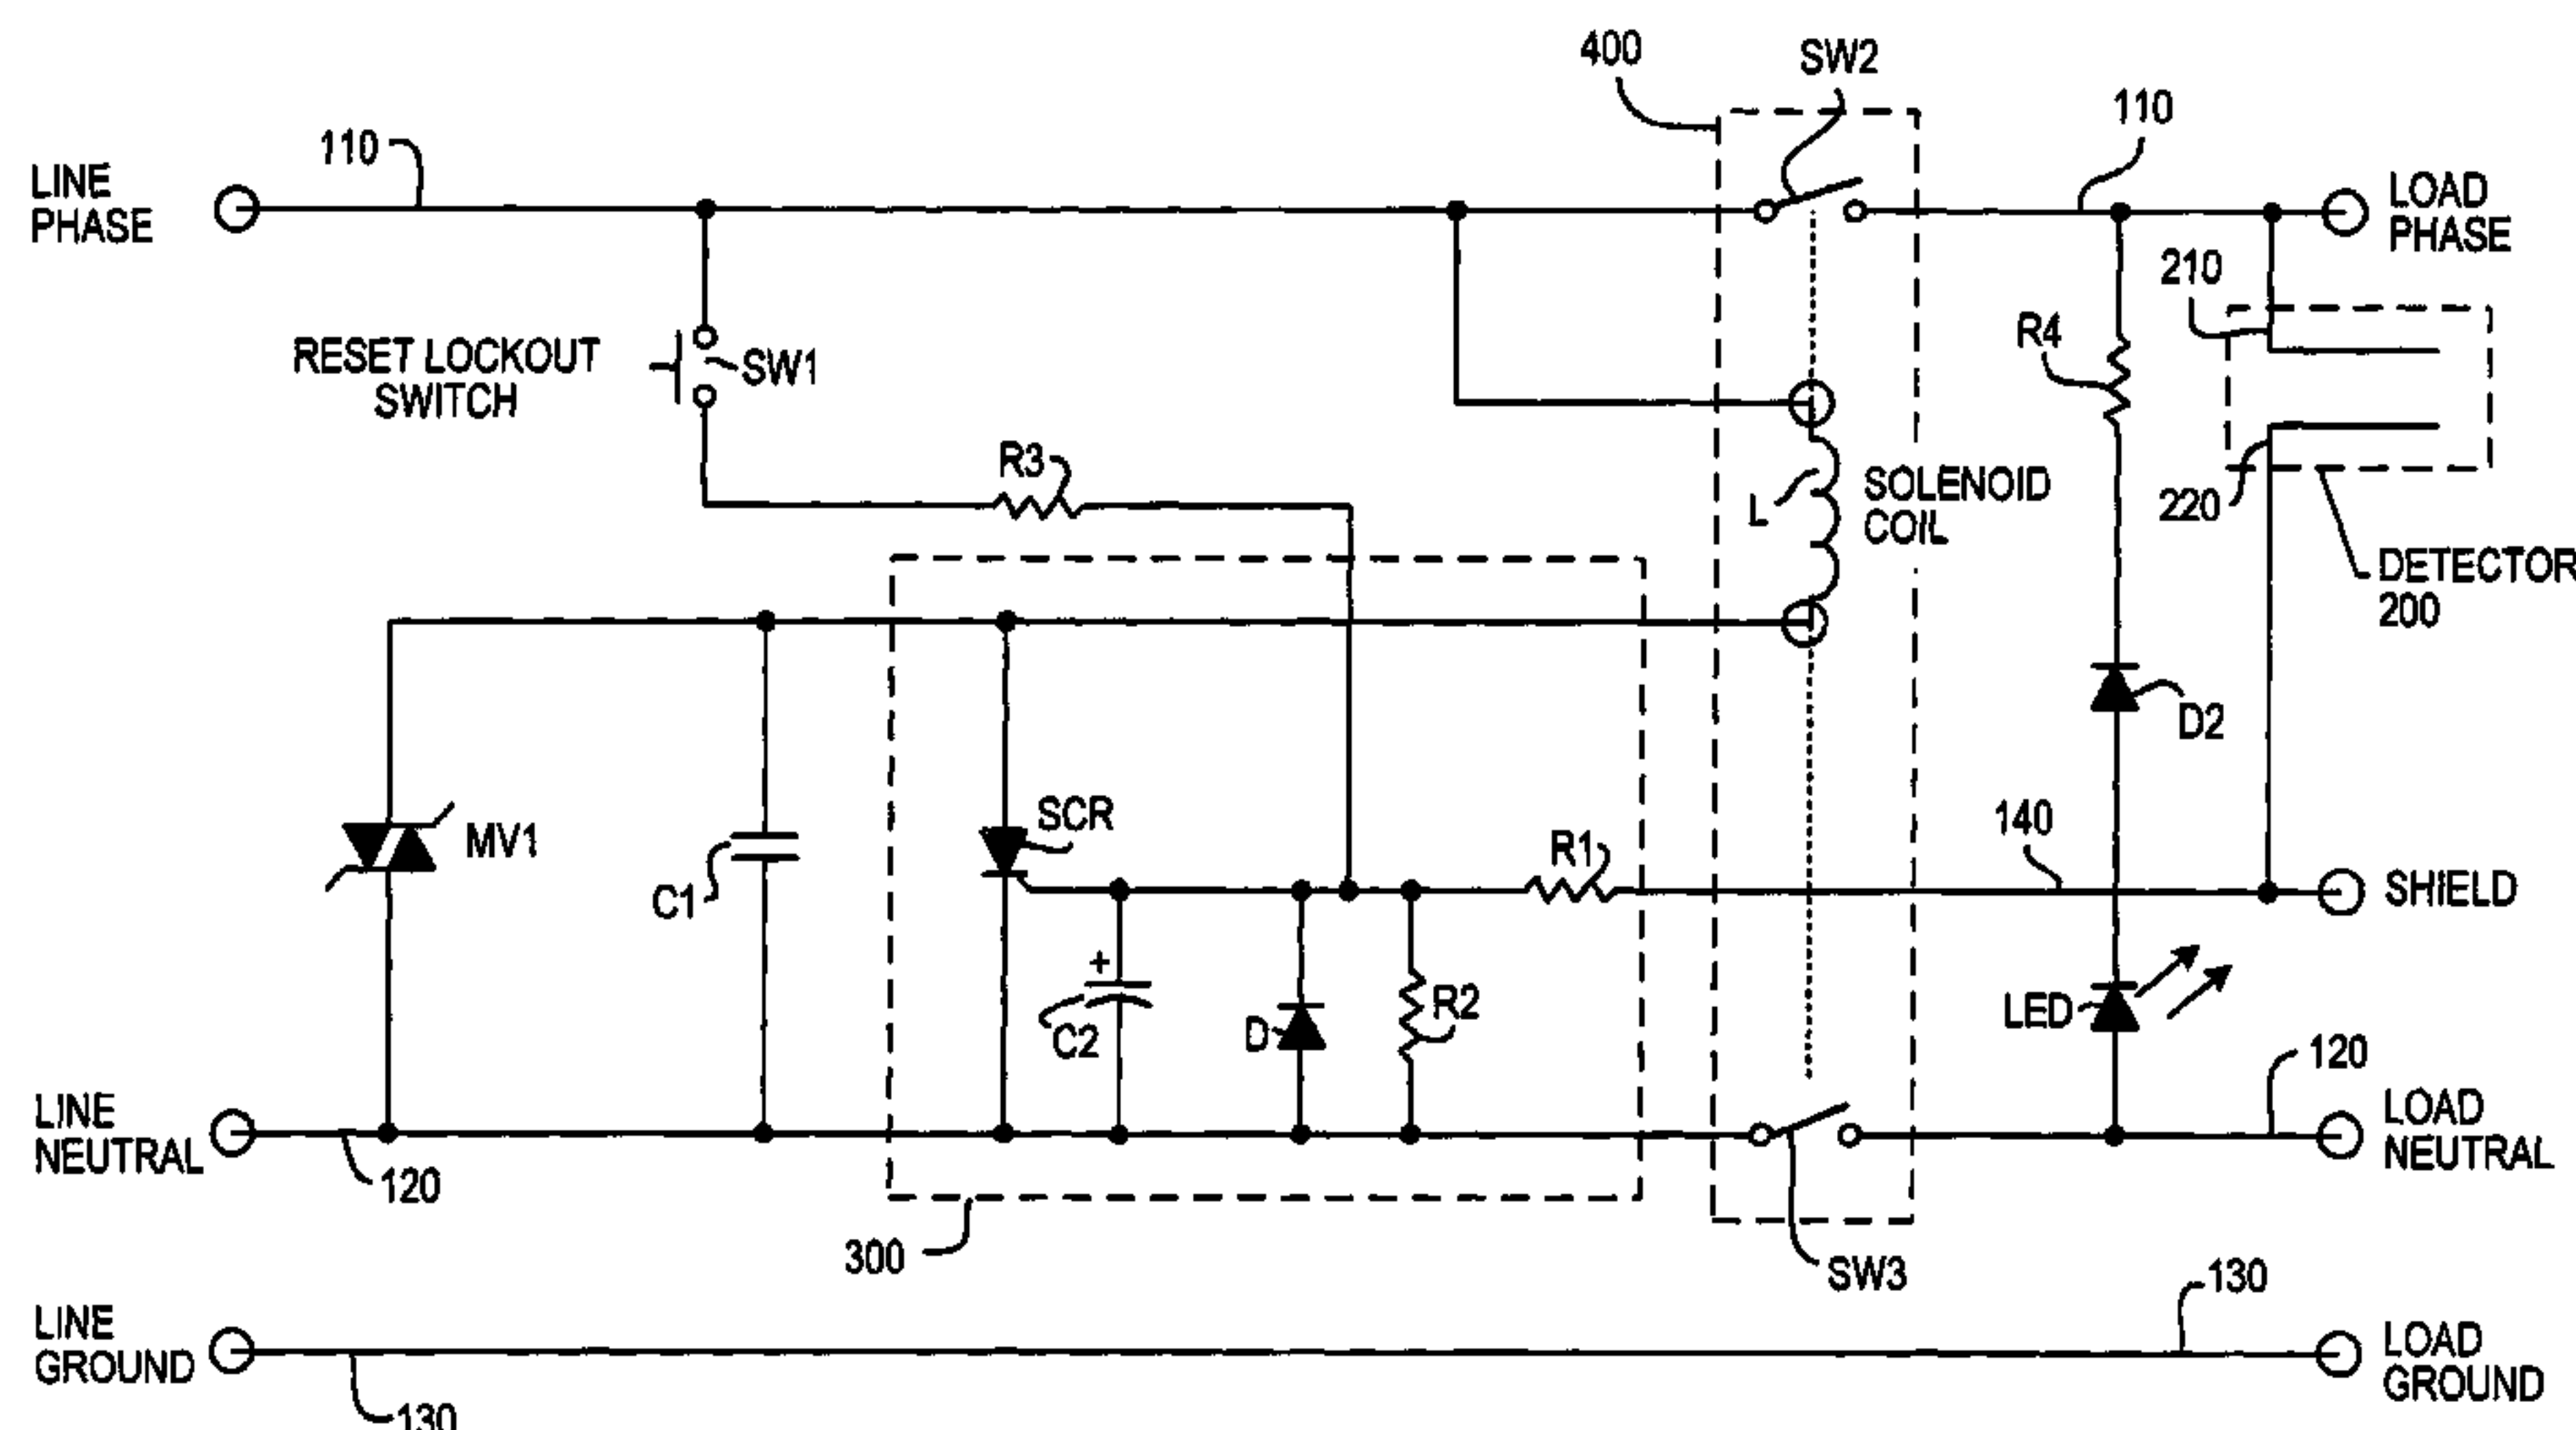 400
SW2
110
110
LINE
PHASE
LOAD
PHASE
210
R4
RESET LOCKOUT
SWITCH
SW1
R3
L
SOLENOID
COIL
220
DETECTOR
200
D2
MV1
SCR
C1
R1
140
SHIELD
+
C2
D
R2
LED
120
LINE
NEUTRAL
LOAD
NEUTRAL
120
300
SW3
130
LINE
GROUND
LOAD
GROUND
130